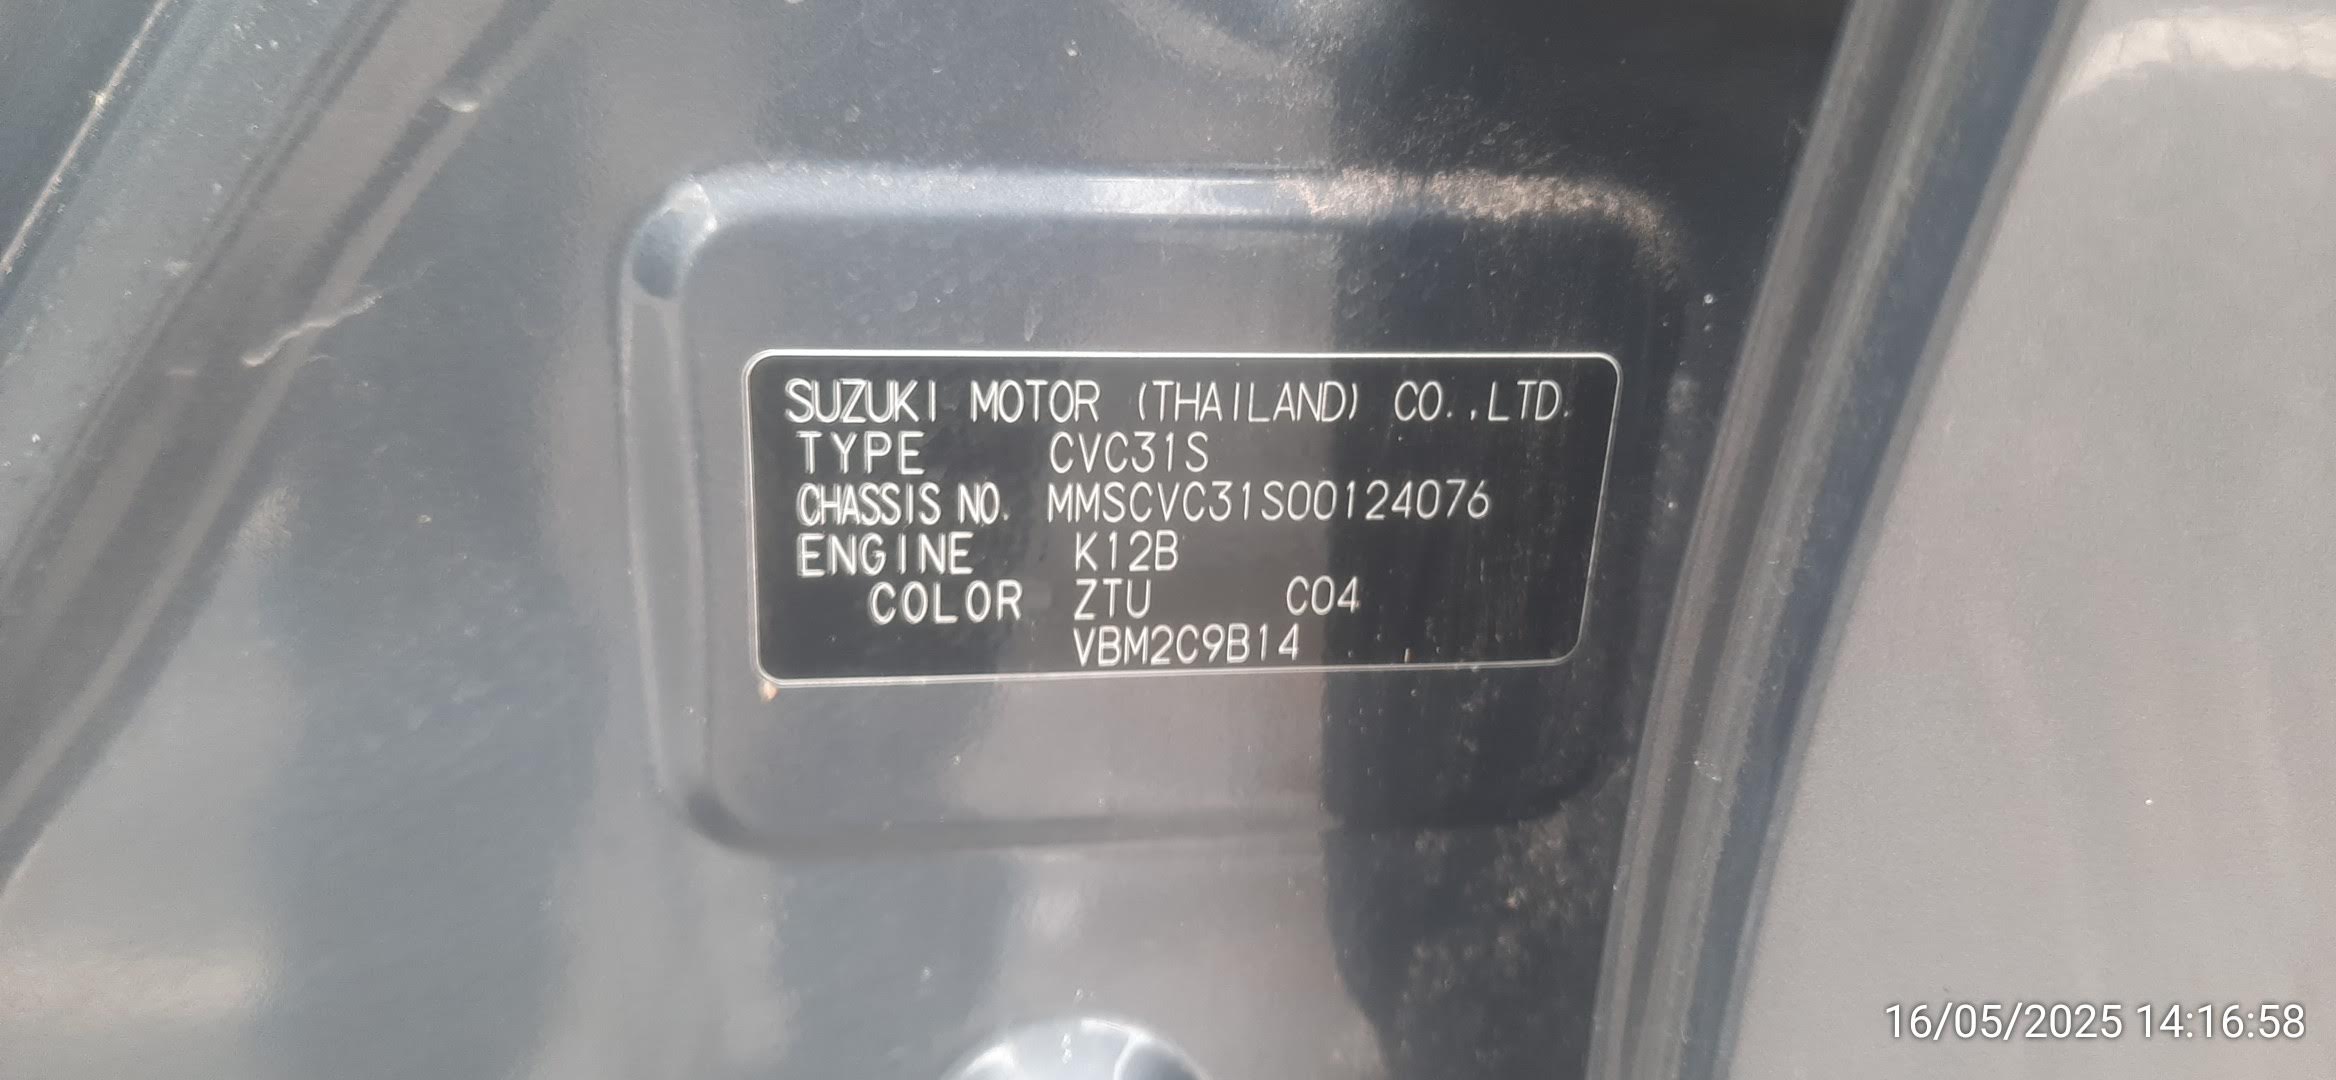 SUZUKI MOTOR (THAILAND) CO.,LTD.
TYPE CVC31S
CHASSIS NO. MMSCVC31S00124076
ENGINE K12B
COLOR ZTU C04
VBM2C9B14
16/05/2025 14:16:58